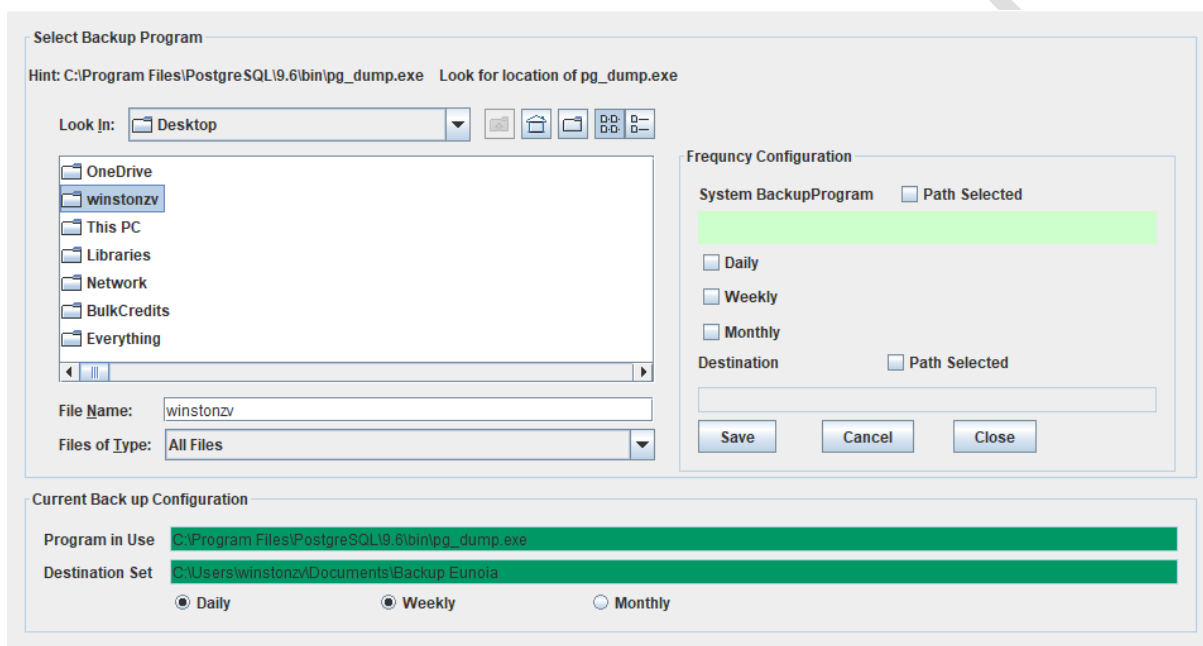 Select Backup Program
Hint: C:\Program Files\PostgreSQL\9.6\bin\pg_dump.exe Look for location of pg_dump.exe
Look In: Desktop
OneDrive
winstonzv
This PC
Libraries
Network
BulkCredits
Everything
File Name: winstonzv
Files of Type: All Files
Frequncy Configuration
System BackupProgram Path Selected
Daily
Weekly
Monthly
Destination Path Selected
Save Cancel Close
Current Back up Configuration
Program in Use C:\Program Files\PostgreSQL\9.6\bin\pg_dump.exe
Destination Set C:\Users\winstonzv\Documents\Backup Eunoia
Daily Weekly Monthly